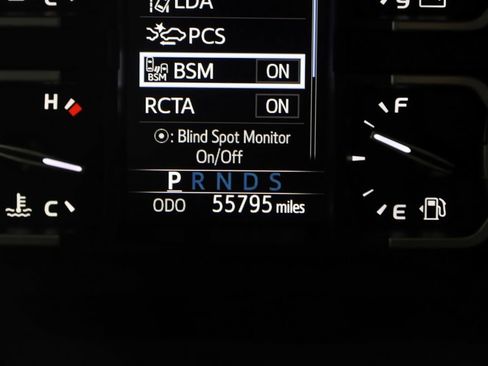 LDA
PCS
BSM BSM ON
RCTA ON
: Blind Spot Monitor
On/Off
P R N D S
ODO 55795 miles
H
C
F
E